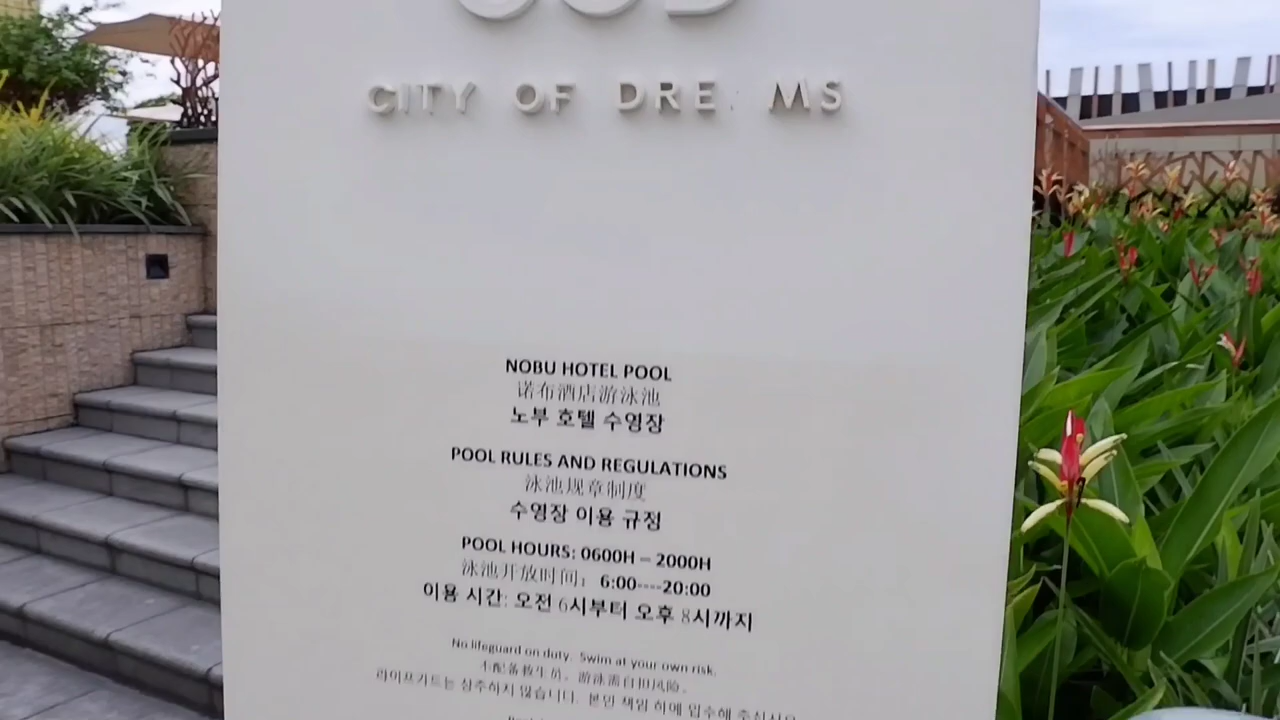 CITY OF DRE MS
NOBU HOTEL POOL
诺布酒店游泳池
노부 호텔 수영장
POOL RULES AND REGULATIONS
泳池规章制度
수영장 이용 규정
POOL HOURS: 0600H – 2000H
泳池开放时间: 6:00----20:00
이용 시간: 오전 6시부터 오후 8시까지
No lifeguard on duty. Swim at your own risk.
不配备救生员, 游泳需自担风险。
라이프가드는 상주하지 않습니다. 본인 책임 하에 입수해 주십시오